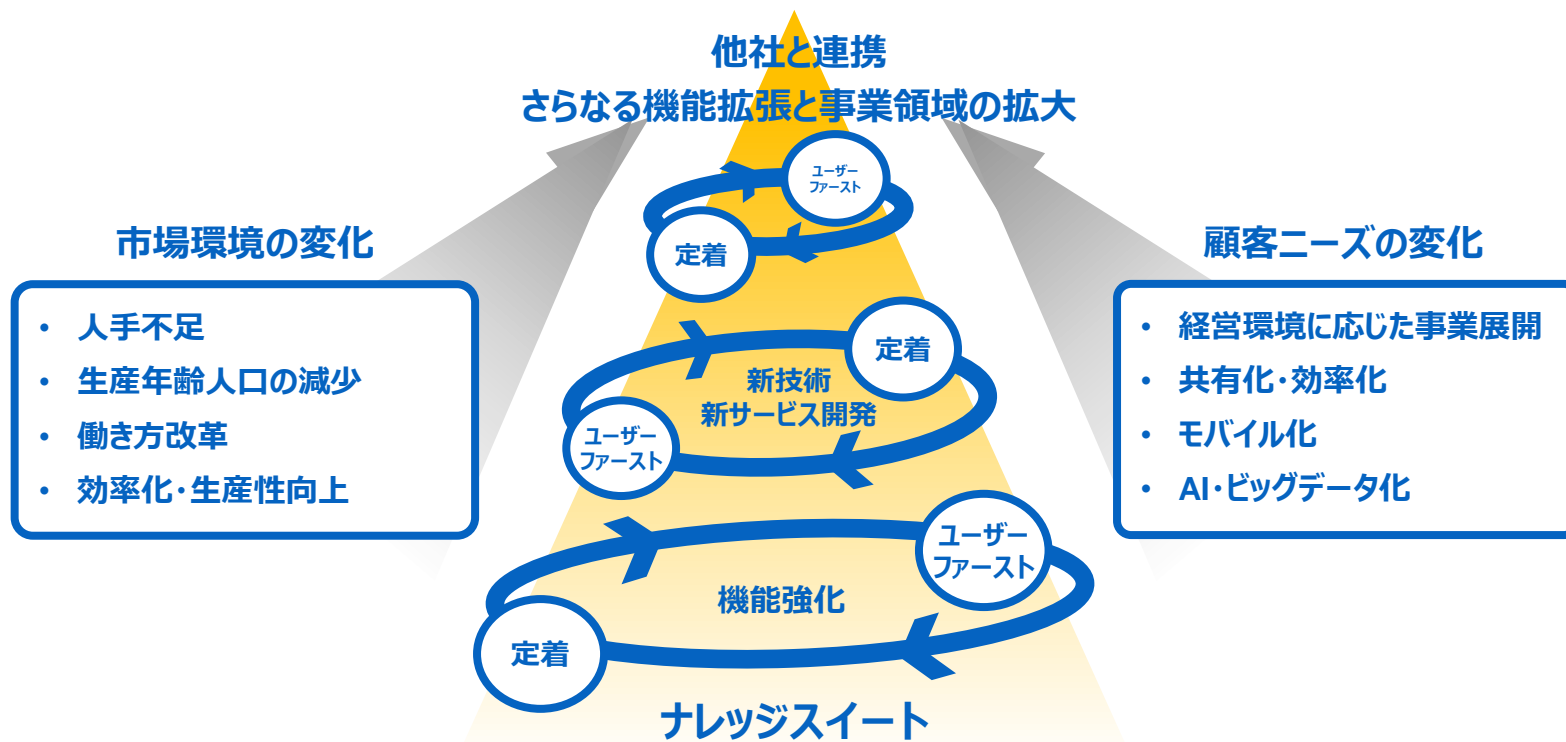 他社と連携
さらなる機能拡張と事業領域の拡大
ユーザー
ファースト
定着
市場環境の変化
• 人手不足
• 生産年齢人口の減少
• 働き方改革
• 効率化・生産性向上
顧客ニーズの変化
• 経営環境に応じた事業展開
• 共有化・効率化
• モバイル化
• AI・ビッグデータ化
定着
新技術
新サービス開発
ユーザー
ファースト
ユーザー
ファースト
機能強化
定着
ナレッジスイート